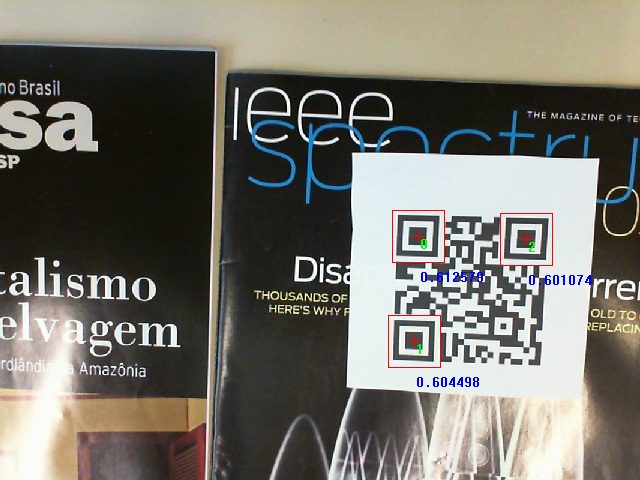 no Brasil
sa
SP
talismo
elvagem
rdlândia
Amazônia
ieee
spectru
THE MAGAZINE OF TE
0
2
1
0.612579
0.601074
0.604498
Disa
rren
THOUSANDS OF
HERE'S WHY
OLD TO
REPLACIN